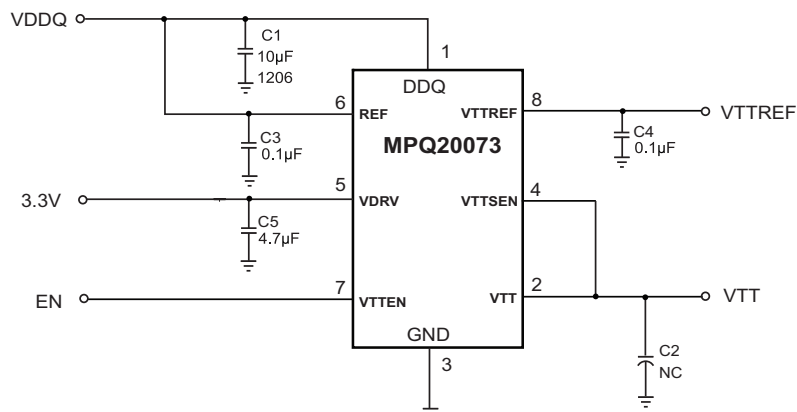 VDDQ
C1
10µF
1206
1
DDQ
6
REF
VTTREF
8
VTTREF
C3
0.1µF
MPQ20073
C4
0.1µF
3.3V
5
VDRV
VTTSEN
4
C5
4.7µF
EN
7
VTTEN
VTT
2
VTT
GND
3
C2
NC